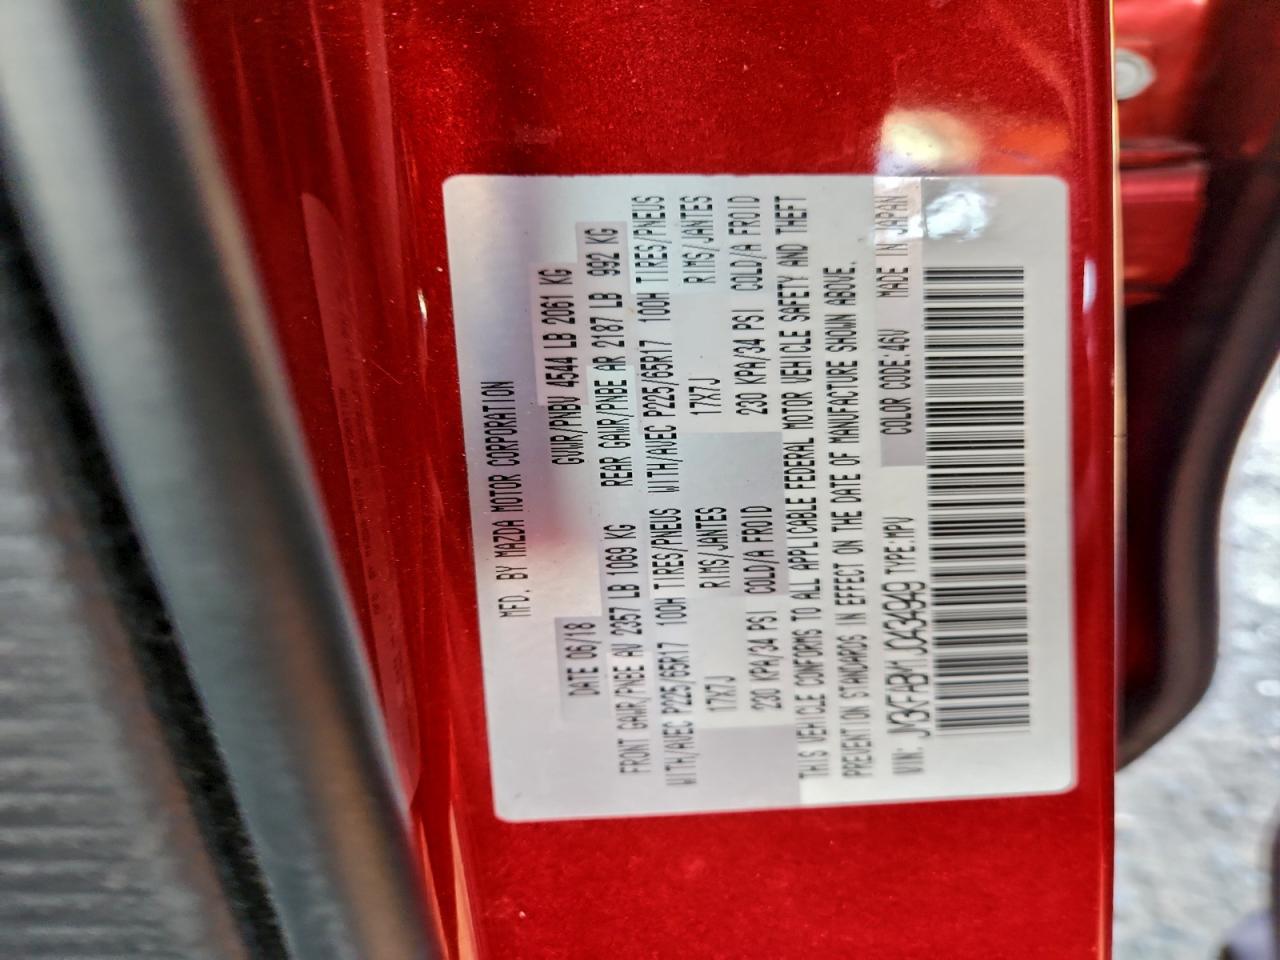 MFD. BY MAZDA MOTOR CORPORATION
DATE 06/18 GVWR/PNBV 4544 LB 2061 KG
FRONT GAWR/PNBE AV 2357 LB 1069 KG REAR GAWR/PNBE AR 2187 LB 992 KG
WITH/AVEC P225/65R17 100H TIRES/PNEUS WITH/AVEC P225/65R17 100H TIRES/PNEUS
17X7J RIMS/JANTES 17X7J RIMS/JANTES
230 KPA/34 PSI COLD/A FROID 230 KPA/34 PSI COLD/A FROID
THIS VEHICLE CONFORMS TO ALL APPLICABLE FEDERAL MOTOR VEHICLE SAFETY AND THEFT
PREVENTION STANDARDS IN EFFECT ON THE DATE OF MANUFACTURE SHOWN ABOVE.
VIN: JM3KFABM1J0434949 TYPE:MPV COLOR CODE:46V MADE IN JAPAN